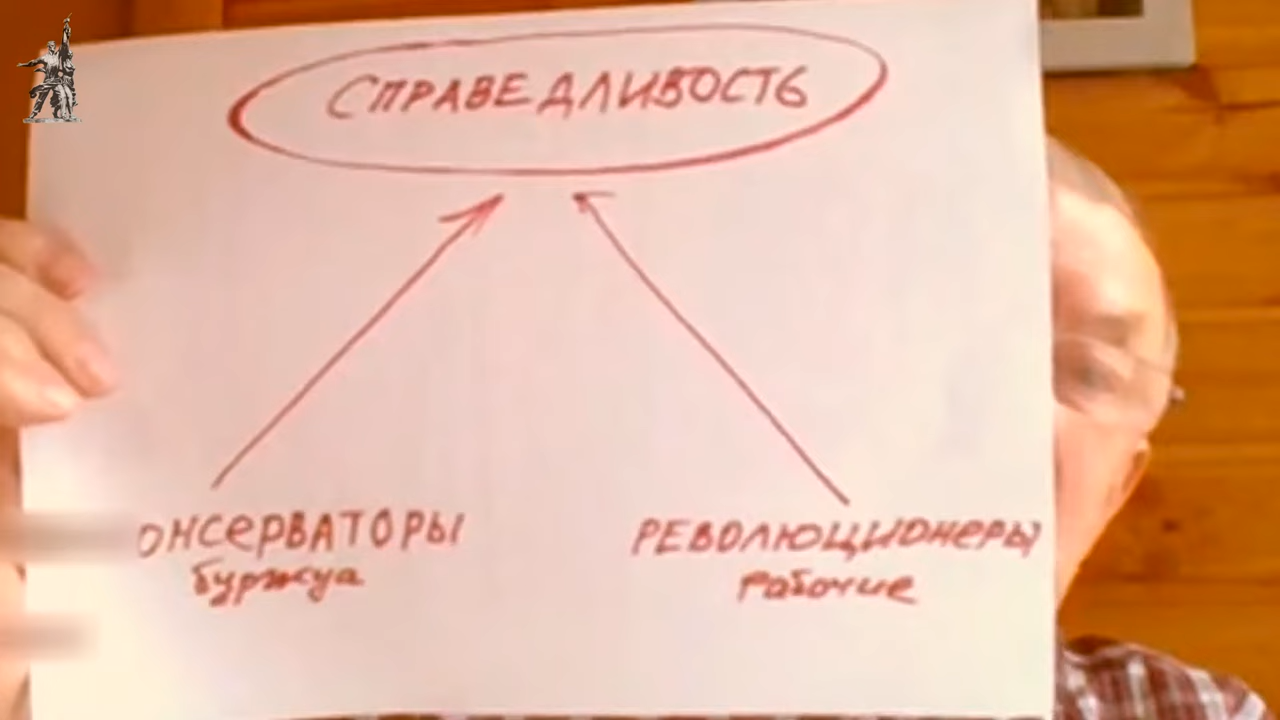 СПРАВЕДЛИВОСТЬ
ОНСЕРВАТОРЫ
РЕВОЛЮЦИОНЕРЫ
буржуа
рабочие